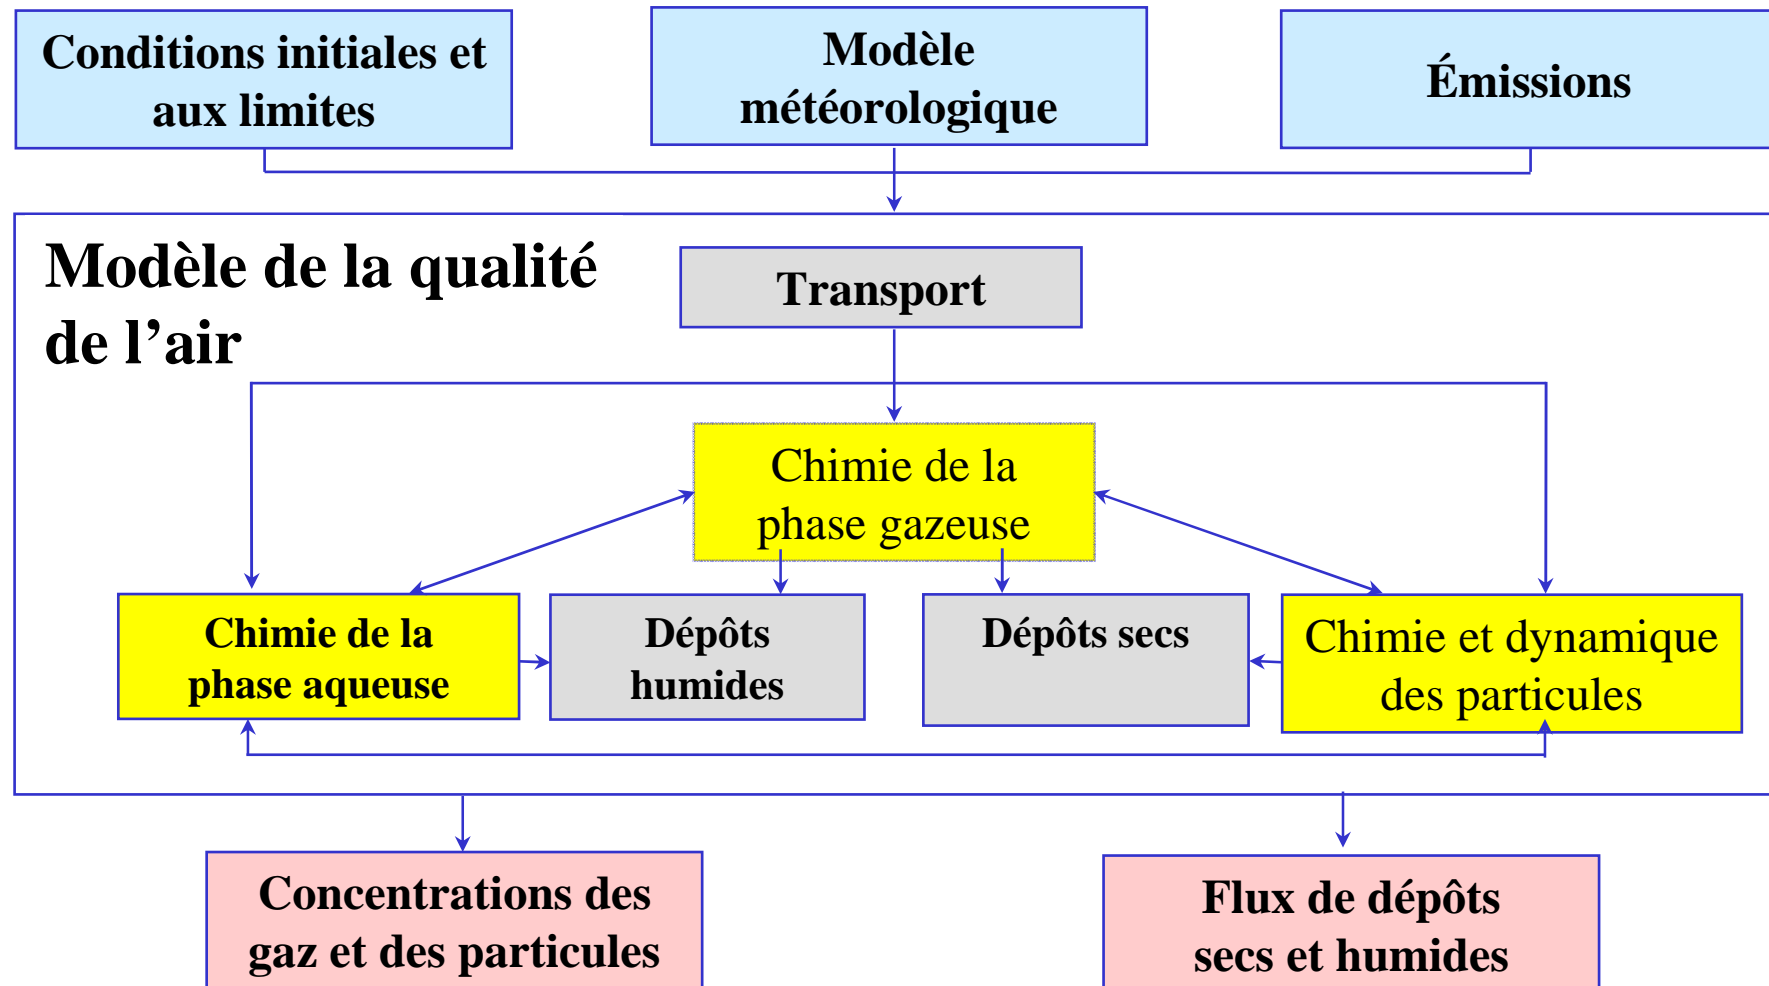 Conditions initiales et
aux limites
Modèle
météorologique
Émissions
Modèle de la qualité
de l’air
Transport
Chimie de la
phase gazeuse
Chimie de la
phase aqueuse
Dépôts
humides
Dépôts secs
Chimie et dynamique
des particules
Concentrations des
gaz et des particules
Flux de dépôts
secs et humides